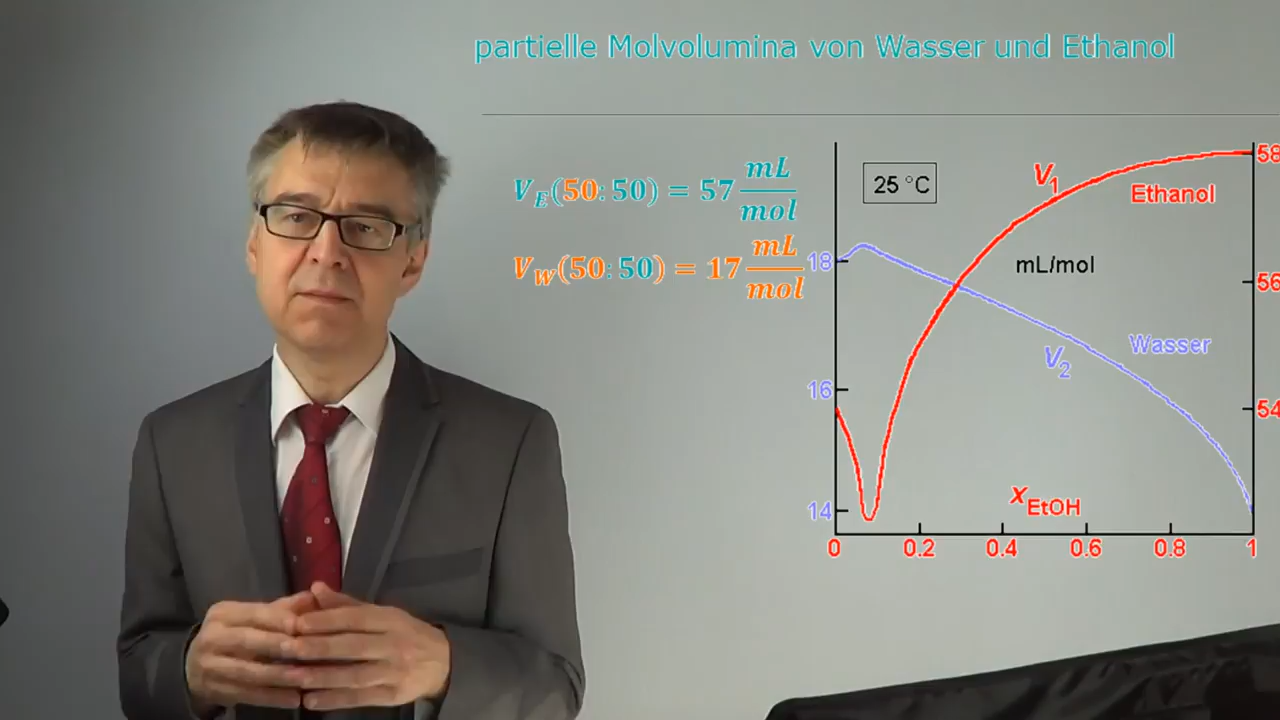 partielle Molvolumina von Wasser und Ethanol
V_E(50:50) = 57 mL/mol
V_W(50:50) = 17 mL/mol
25 °C
V_1
Ethanol
mL/mol
V_2
Wasser
x_EtOH
18
16
14
58
56
54
0 0.2 0.4 0.6 0.8 1